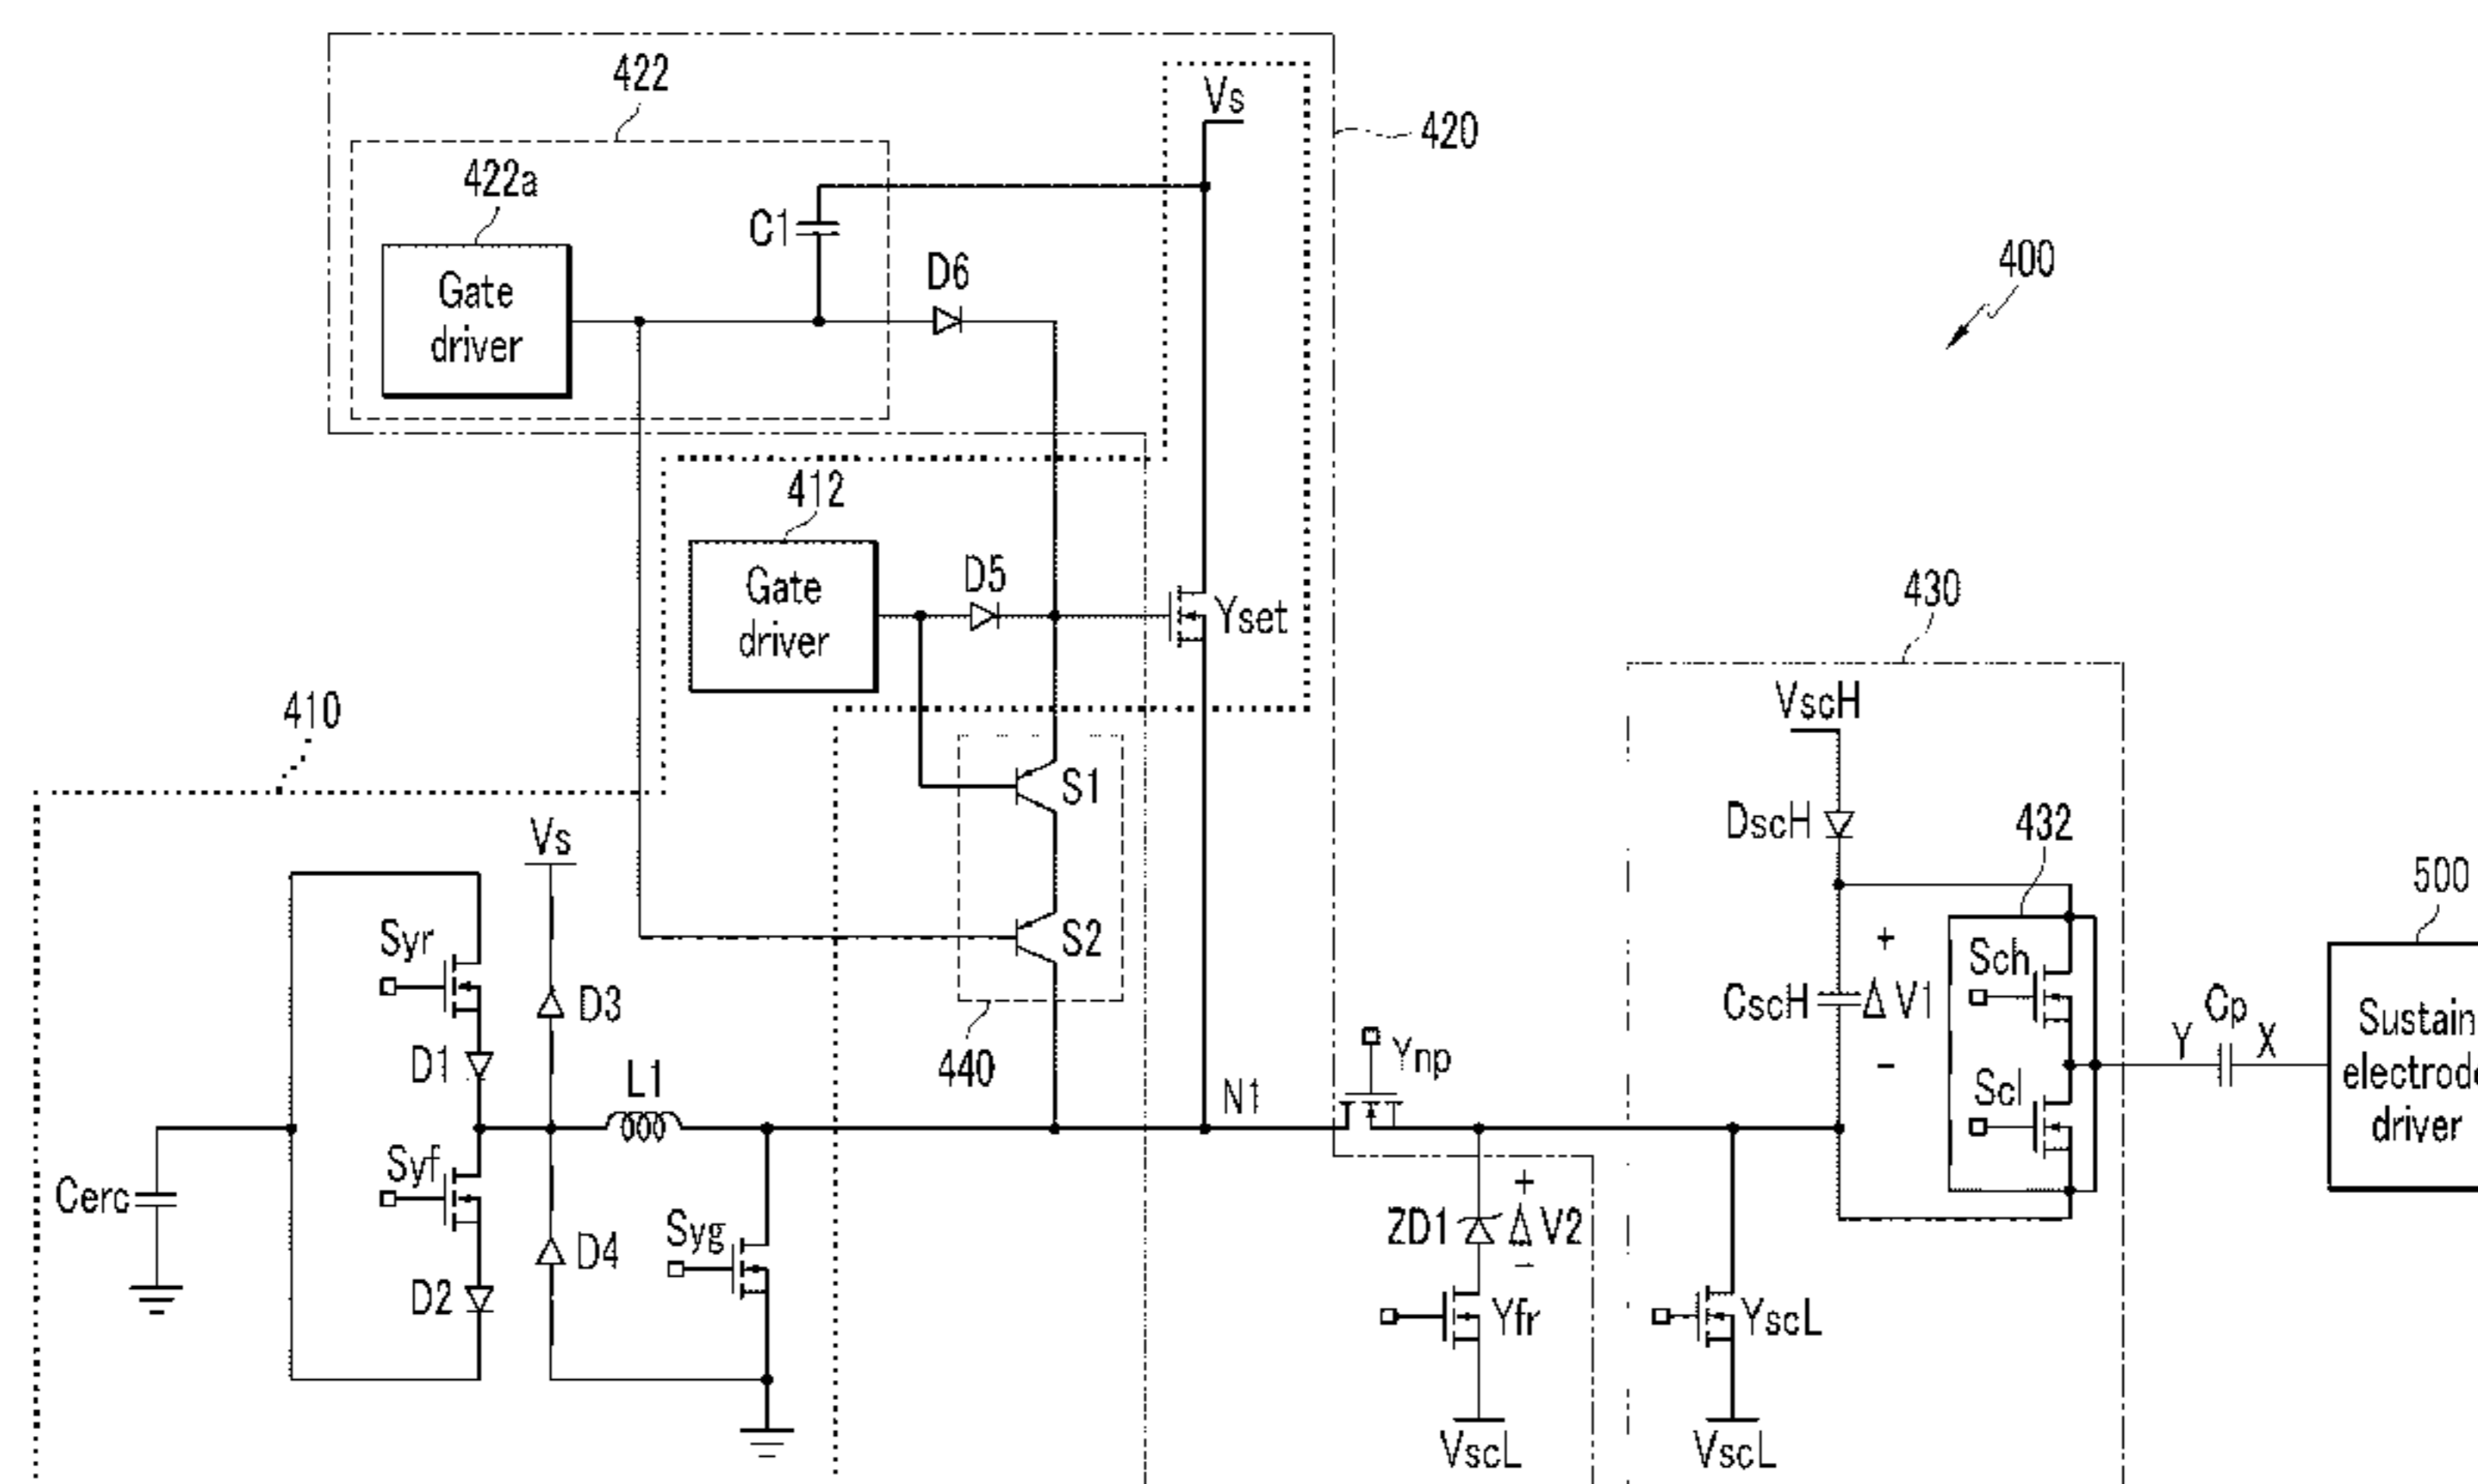 422
Vs
420
422a
C1
D6
400
Gate
driver
412
D5
Gate
driver
Yset
430
410
VscH
S1
DscH
432
Vs
500
Syr
S2
Sch
+
D3
CscH
ΔV1
Cp
Y
X
Sustain
D1
L1
440
Ynp
N1
−
Scl
driver
Syf
Cerc
+
ZD1
ΔV2
−
Syg
D4
D2
Yfr
YscL
VscL
VscL